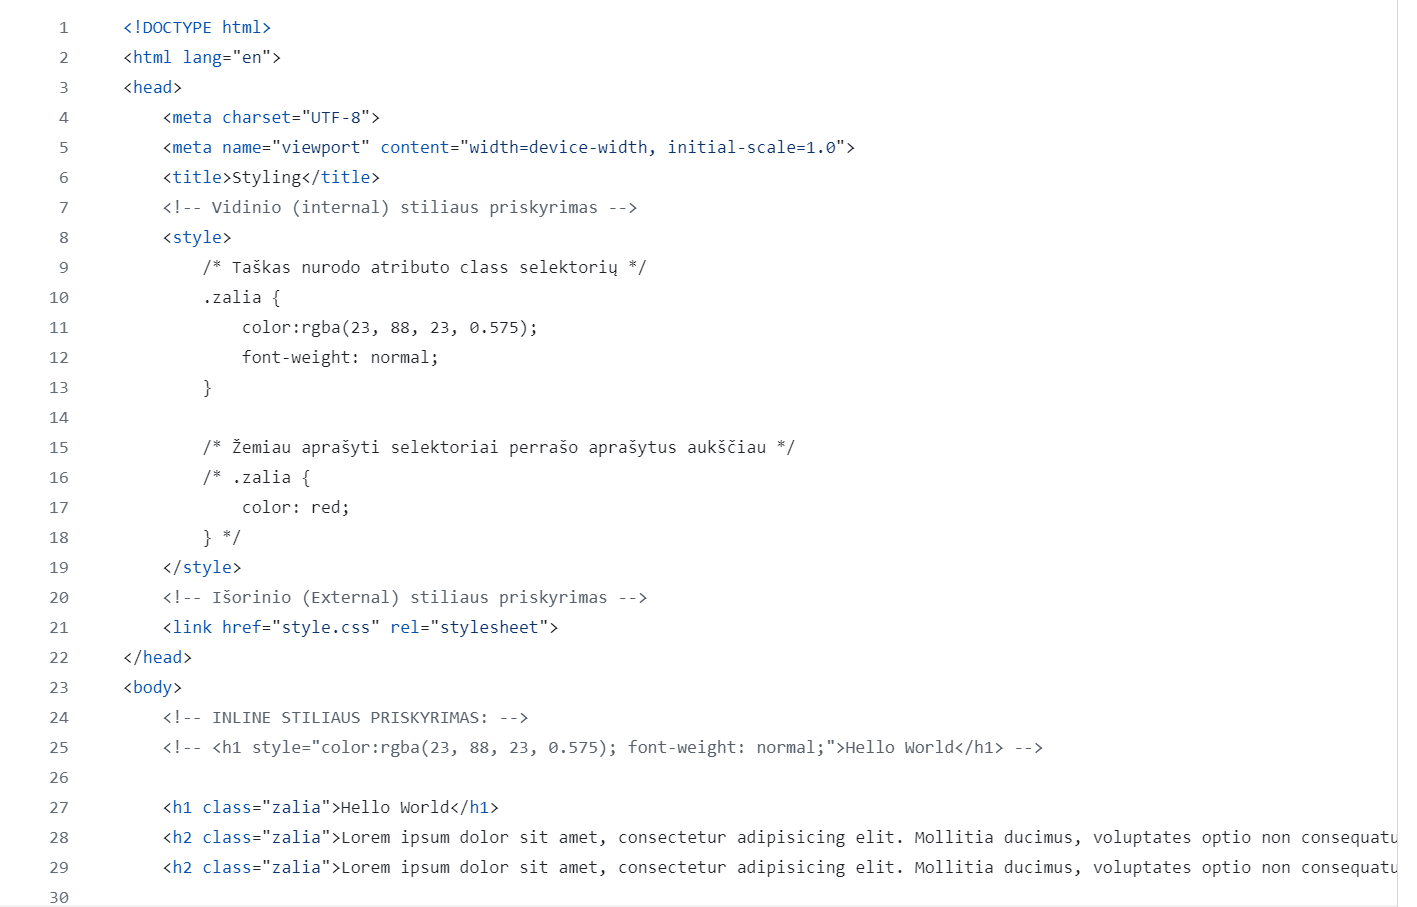 1 <!DOCTYPE html>
2 <html lang="en">
3 <head>
4 <meta charset="UTF-8">
5 <meta name="viewport" content="width=device-width, initial-scale=1.0">
6 <title>Styling</title>
7 <!-- Vidinio (internal) stiliaus priskyrimas -->
8 <style>
9 /* Taškas nurodo atributo class selektorių */
10 .zalia {
11 color:rgba(23, 88, 23, 0.575);
12 font-weight: normal;
13 }
14
15 /* Žemiau aprašyti selektoriai perrašo aprašytus aukščiau */
16 /* .zalia {
17 color: red;
18 } */
19 </style>
20 <!-- Išorinio (External) stiliaus priskyrimas -->
21 <link href="style.css" rel="stylesheet">
22 </head>
23 <body>
24 <!-- INLINE STILIAUS PRISKYRIMAS: -->
25 <!-- <h1 style="color:rgba(23, 88, 23, 0.575); font-weight: normal;">Hello World</h1> -->
26
27 <h1 class="zalia">Hello World</h1>
28 <h2 class="zalia">Lorem ipsum dolor sit amet, consectetur adipisicing elit. Mollitia ducimus, voluptates optio non consequatu
29 <h2 class="zalia">Lorem ipsum dolor sit amet, consectetur adipisicing elit. Mollitia ducimus, voluptates optio non consequatu
30